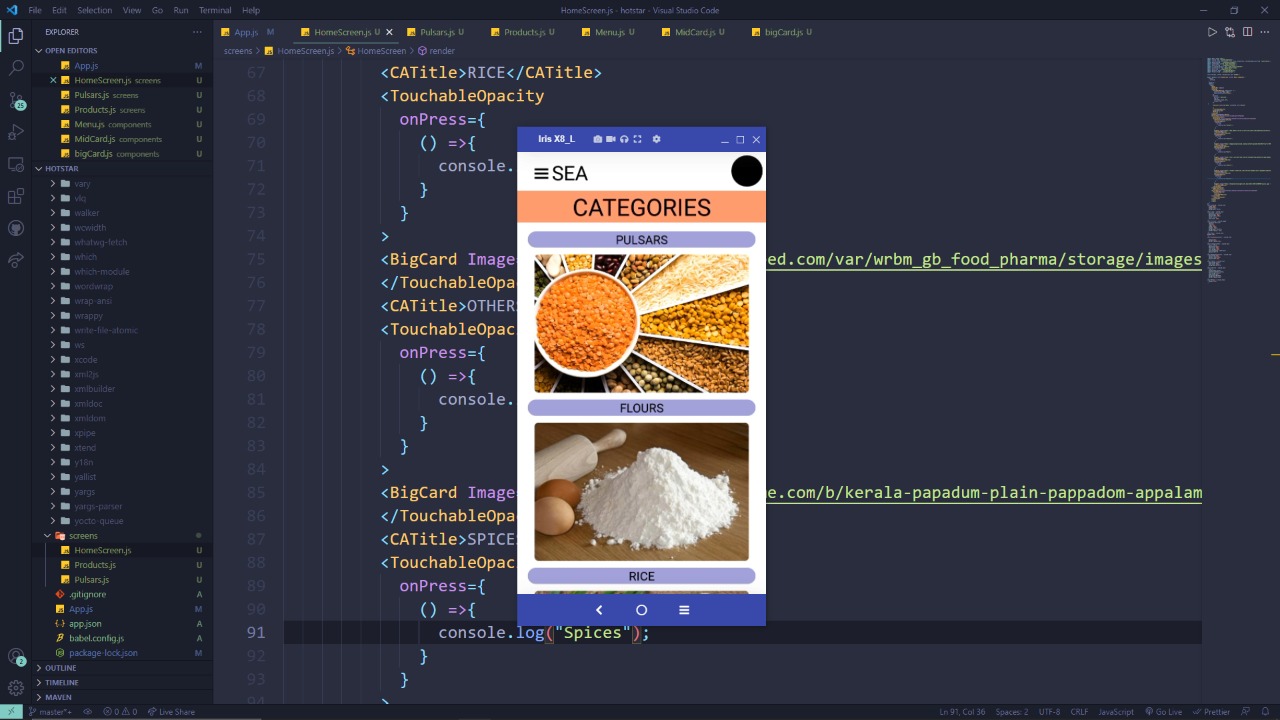 File Edit Selection View Go Run Terminal Help
HomeScreen.js - hotstar - Visual Studio Code
EXPLORER
OPEN EDITORS
App.js M
HomeScreen.js screens U
Pulsars.js screens U
Products.js screens U
Menu.js components U
MidCard.js components U
bigCard.js components U
HOTSTAR
vary
vlq
walker
wcwidth
whatwg-fetch
which
which-module
wordwrap
wrap-ansi
wrappy
write-file-atomic
ws
xcode
xml2js
xmlbuilder
xmldoc
xmldom
xpipe
xtend
y18n
yallist
yargs
yargs-parser
yocto-queue
screens
HomeScreen.js U
Products.js U
Pulsars.js U
.gitignore A
App.js M
app.json A
babel.config.js A
package-lock.json M
OUTLINE
TIMELINE
MAVEN
25
2
App.js M
HomeScreen.js U
Pulsars.js U
Products.js U
Menu.js U
MidCard.js U
bigCard.js U
screens > HomeScreen.js > HomeScreen > render
67 <CATitle>RICE</CATitle>
68 <TouchableOpacity
69 onPress={
70 () =>{
71 console.
72 }
73 }
74 >
75 <BigCard Image ed.com/var/wrbm_gb_food_pharma/storage/images
76 </TouchableOpa
77 <CATitle>OTHERS
78 <TouchableOpac
79 onPress={
80 () =>{
81 console.
82 }
83 }
84 >
85 <BigCard Image e.com/b/kerala-papadum-plain-pappadom-appalam
86 </TouchableOpa
87 <CATitle>SPICES
88 <TouchableOpac
89 onPress={
90 () =>{
91 console.log("Spices");
92 }
93 }
94 >
Iris X8_L
SEA
CATEGORIES
PULSARS
FLOURS
RICE
master*+
0 0
Live Share
Ln 91, Col 36
Spaces: 2
UTF-8
CRLF
JavaScript
Go Live
Prettier